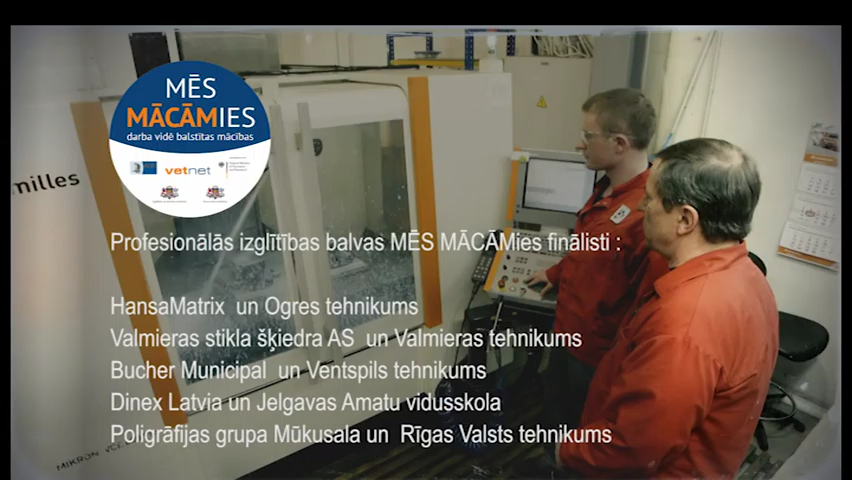 MĒS
MĀCĀMIES
darba vidē balstītas mācības
vetnet
milles
Profesionālās izglītības balvas MĒS MĀCĀMies finālisti :
HansaMatrix un Ogres tehnikums
Valmieras stikla šķiedra AS un Valmieras tehnikums
Bucher Municipal un Ventspils tehnikums
Dinex Latvia un Jelgavas Amatu vidusskola
Poligrāfijas grupa Mūkusala un Rīgas Valsts tehnikums
MIKRON